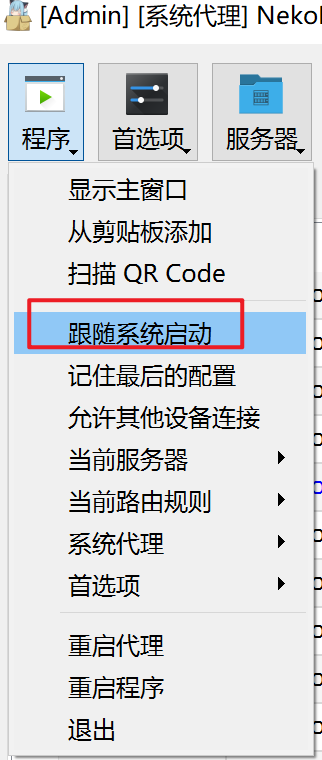 [Admin] [系统代理] Neko
程序
首选项
服务器
显示主窗口
从剪贴板添加
扫描 QR Code
跟随系统启动
记住最后的配置
允许其他设备连接
当前服务器
当前路由规则
系统代理
首选项
重启代理
重启程序
退出